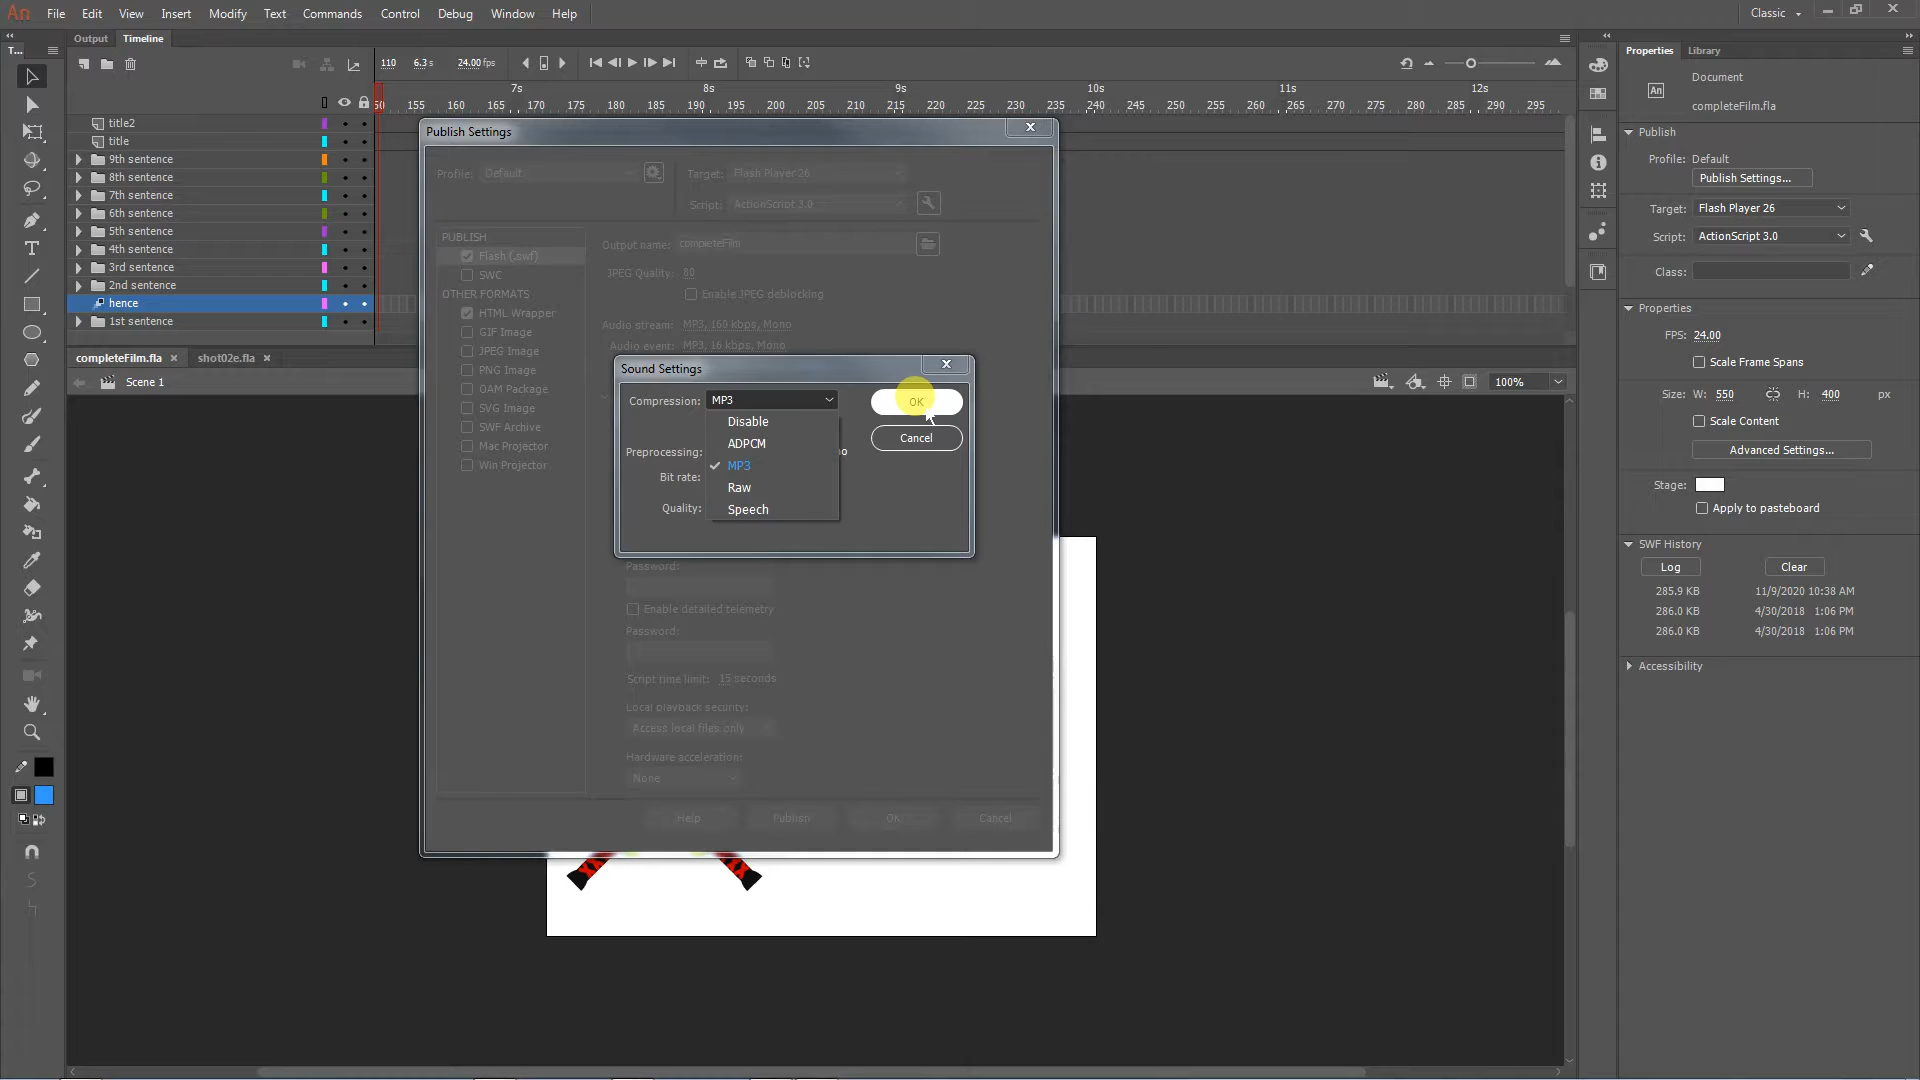 An File Edit View Insert Modify Text Commands Control Debug Window Help Classic
T... Output Timeline
110 6.3 s 24.00 fps
7s 8s 9s 10s 11s 12s
50 155 160 165 170 175 180 185 190 195 200 205 210 215 220 225 230 235 240 245 250 255 260 265 270 275 280 285 290 295
title2
title
9th sentence
8th sentence
7th sentence
6th sentence
5th sentence
4th sentence
3rd sentence
2nd sentence
hence
1st sentence
completeFilm.fla shot02e.fla
Scene 1
100%
Publish Settings
Profile: Default
Target: Flash Player 26
Script: ActionScript 3.0
PUBLISH
Flash (.swf)
SWC
OTHER FORMATS
HTML Wrapper
GIF Image
JPEG Image
PNG Image
OAM Package
SVG Image
SWF Archive
Mac Projector
Win Projector
Output name: completeFilm
JPEG Quality: 80
Enable JPEG deblocking
Audio stream: MP3, 160 kbps, Mono
Audio event: MP3, 16 kbps, Mono
Sound Settings
Compression: MP3
Disable
ADPCM
MP3
Raw
Speech
Preprocessing: no
Bit rate:
Quality:
OK
Cancel
Password:
Enable detailed telemetry
Password:
Script time limit: 15 seconds
Local playback security:
Access local files only
Hardware acceleration:
None
Help Publish OK Cancel
Properties Library
An Document
completeFilm.fla
Publish
Profile: Default
Publish Settings...
Target: Flash Player 26
Script: ActionScript 3.0
Class:
Properties
FPS: 24.00
Scale Frame Spans
Size: W: 550 H: 400 px
Scale Content
Advanced Settings...
Stage:
Apply to pasteboard
SWF History
Log Clear
285.9 KB 11/9/2020 10:38 AM
286.0 KB 4/30/2018 1:06 PM
286.0 KB 4/30/2018 1:06 PM
Accessibility